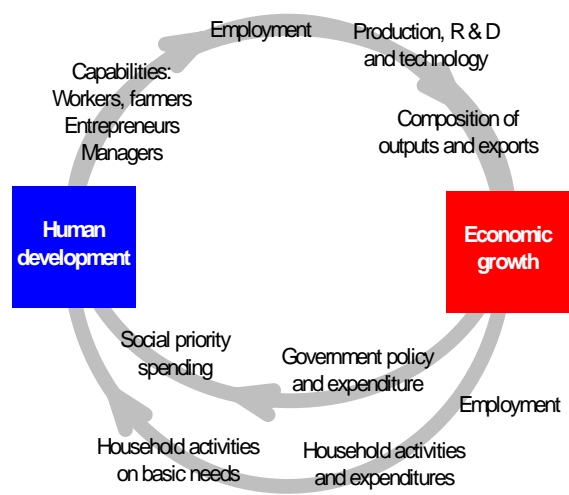 Employment
Production, R & D
and technology
Capabilities:
Workers, farmers
Entrepreneurs
Managers
Composition of
outputs and exports
Human
development
Economic
growth
Social priority
spending
Government policy
and expenditure
Employment
Household activities
on basic needs
Household activities
and expenditures